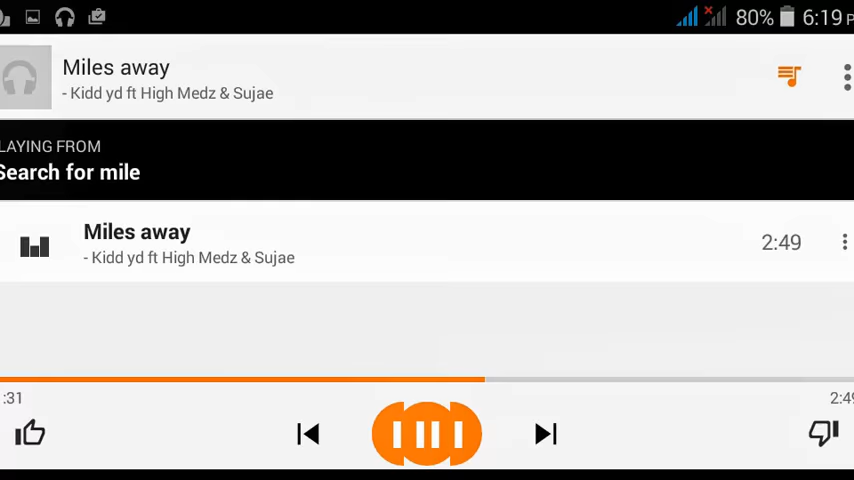 80% 6:19 P
Miles away
- Kidd yd ft High Medz & Sujae
LAYING FROM
Search for mile
Miles away
- Kidd yd ft High Medz & Sujae
2:49
:31
2:49